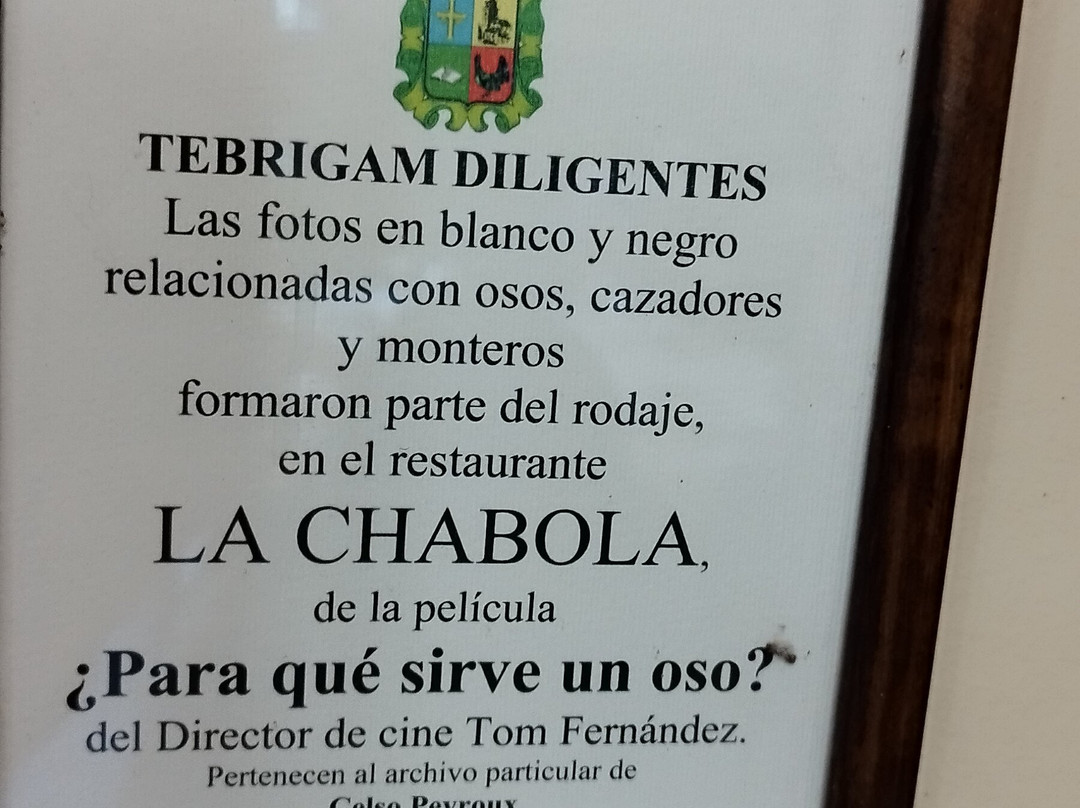 TEBRIGAM DILIGENTES
Las fotos en blanco y negro
relacionadas con osos, cazadores
y monteros
formaron parte del rodaje,
en el restaurante
LA CHABOLA,
de la película
¿Para qué sirve un oso?
del Director de cine Tom Fernández.
Pertenecen al archivo particular de
Celso Peyroux